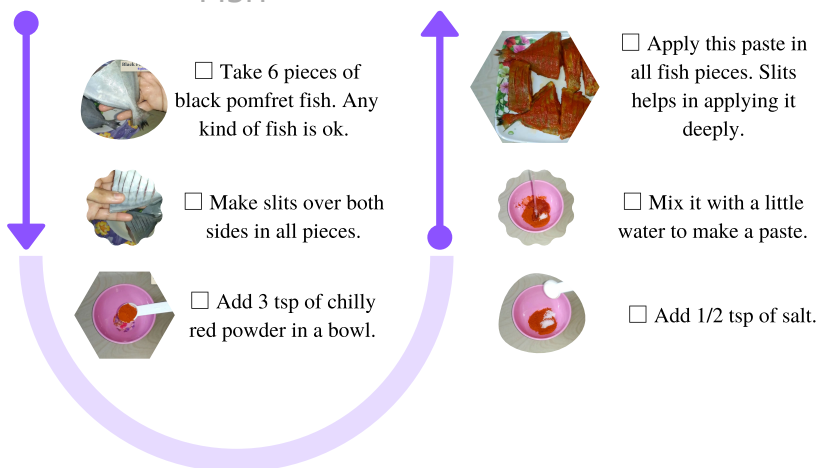 Fish
☐ Take 6 pieces of
black pomfret fish. Any
kind of fish is ok.
☐ Make slits over both
sides in all pieces.
☐ Add 3 tsp of chilly
red powder in a bowl.
☐ Add 1/2 tsp of salt.
☐ Mix it with a little
water to make a paste.
☐ Apply this paste in
all fish pieces. Slits
helps in applying it
deeply.